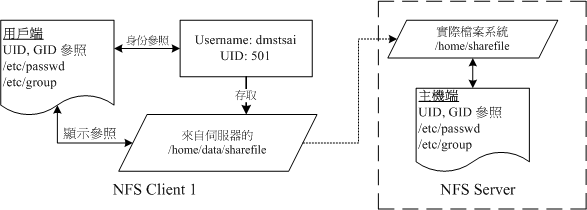 用戶端
UID, GID 參照
/etc/passwd
/etc/group
身份參照
Username: dmstsai
UID: 501
存取
顯示參照
來自伺服器的
/home/data/sharefile
NFS Client 1
實際檔案系統
/home/sharefile
主機端
UID, GID 參照
/etc/passwd
/etc/group
NFS Server